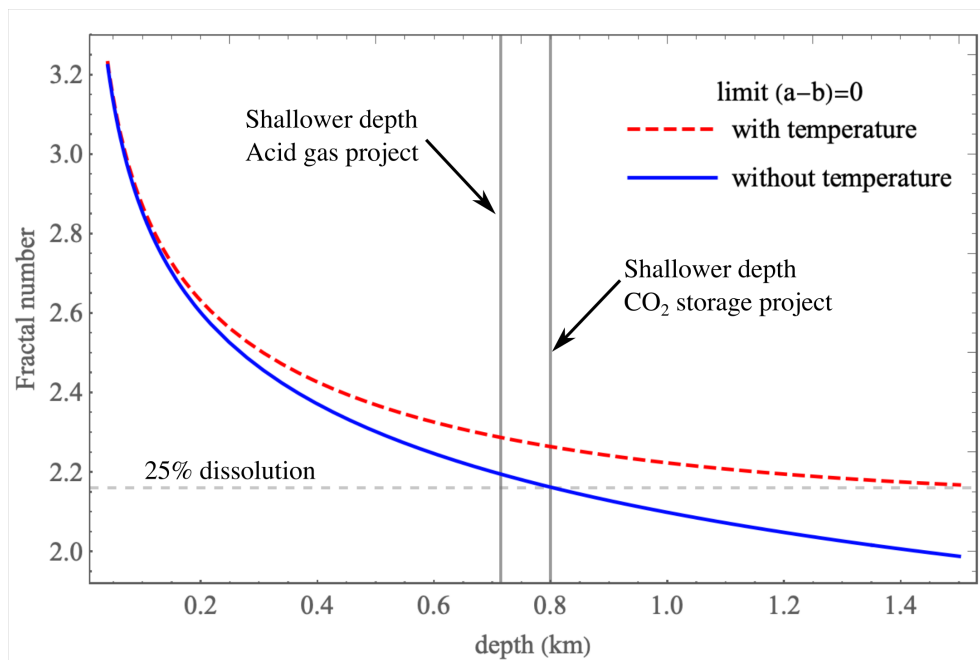 limit (a−b)=0
with temperature
without temperature
Shallower depth
Acid gas project
Shallower depth
CO₂ storage project
25% dissolution
Fractal number
3.2
3.0
2.8
2.6
2.4
2.2
2.0
0.2 0.4 0.6 0.8 1.0 1.2 1.4
depth (km)